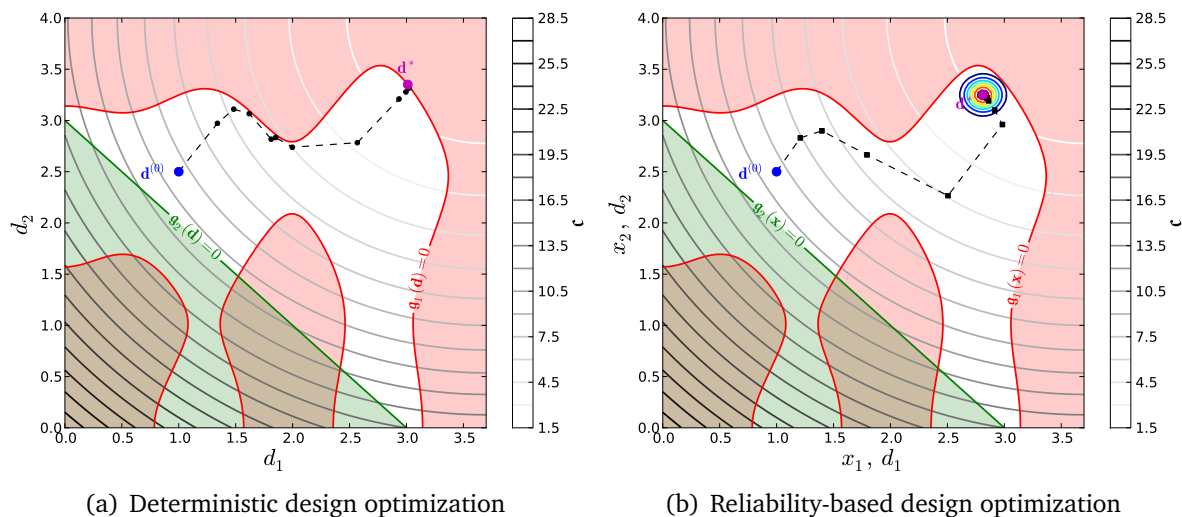 4.0
3.5
3.0
2.5
2.0
1.5
1.0
0.5
0.0
d₂
0.0 0.5 1.0 1.5 2.0 2.5 3.0 3.5
d₁
d⁽⁰⁾
d*
g₂(d)=0
g₁(d)=0
28.5
25.5
22.5
19.5
16.5
13.5
10.5
7.5
4.5
1.5
c
(a) Deterministic design optimization
4.0
3.5
3.0
2.5
2.0
1.5
1.0
0.5
0.0
x₂, d₂
0.0 0.5 1.0 1.5 2.0 2.5 3.0 3.5
x₁, d₁
d⁽⁰⁾
d
g₂(x)=0
g₁(x)=0
28.5
25.5
22.5
19.5
16.5
13.5
10.5
7.5
4.5
1.5
c
(b) Reliability-based design optimization